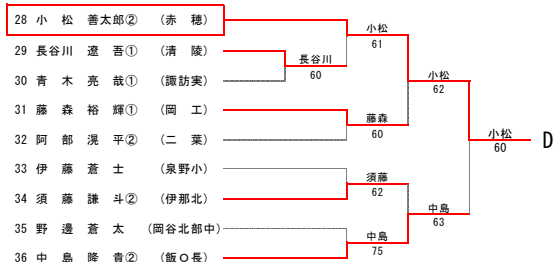 28 小 松 善太郎② (赤 穂)
小松
61
29 長谷川 遼 吾① (清 陵)
長谷川
60
30 青 木 亮 哉① (諏訪実)
小松
62
31 藤 森 裕 輝① (岡 工)
藤森
60
32 阿 部 滉 平② (二 葉)
小松
60
D
33 伊 藤 蒼 士 (泉野小)
須藤
62
34 須 藤 謙 斗② (伊那北)
中島
63
35 野 邊 蒼 太 (岡谷北部中)
中島
75
36 中 島 隆 貴② (飯O長)